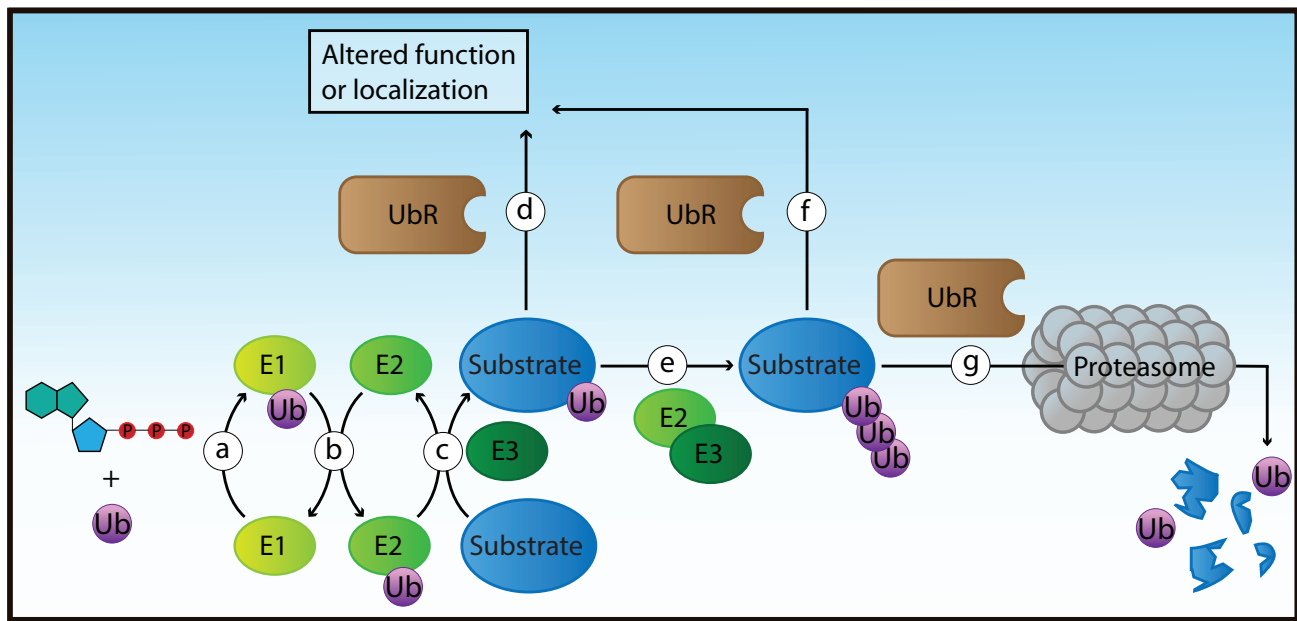 Altered function
or localization
UbR
d
UbR
f
UbR
E1
Ub
E2
Substrate
Ub
e
Substrate
Ub
Ub
Ub
g
Proteasome
E2
E3
P P P
a
b
c
E3
+
Ub
E1
E2
Ub
Substrate
Ub
Ub